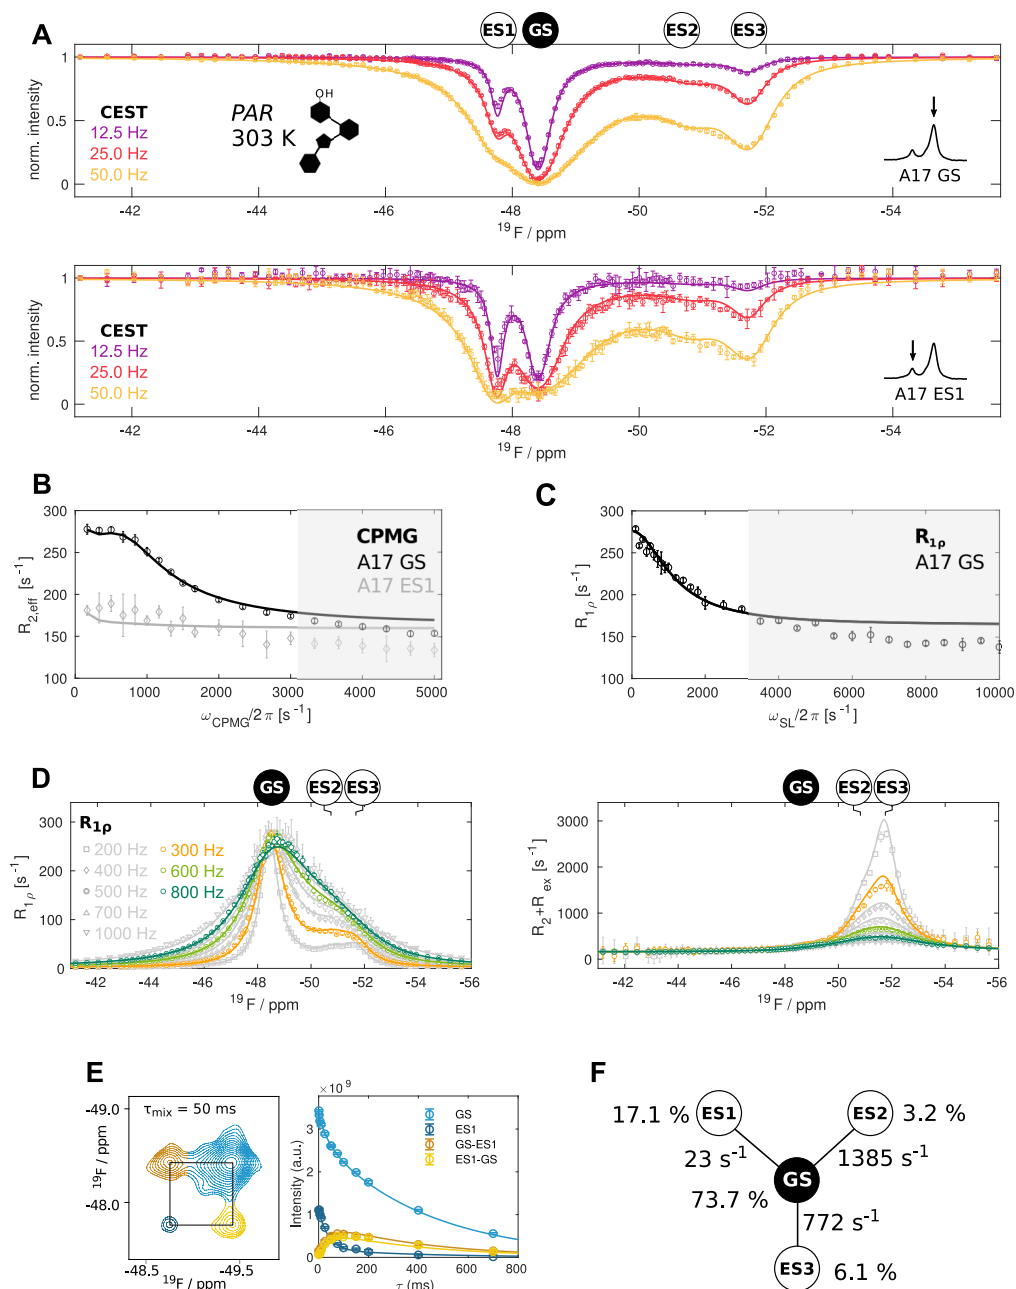 A
ES1 GS ES2 ES3
1
0.5
0
norm. intensity
CEST
12.5 Hz
25.0 Hz
50.0 Hz
PAR
303 K
OH
A17 GS
-42 -44 -46 -48 -50 -52 -54
19F / ppm
1
0.5
0
norm. intensity
CEST
12.5 Hz
25.0 Hz
50.0 Hz
A17 ES1
-42 -44 -46 -48 -50 -52 -54
19F / ppm
B
300
250
200
150
100
R2,eff [s-1]
CPMG
A17 GS
A17 ES1
0 1000 2000 3000 4000 5000
ωCPMG/2 π [s-1]
C
300
250
200
150
100
R1ρ [s-1]
R1ρ
A17 GS
0 2000 4000 6000 8000 10000
ωSL/2 π [s-1]
D
GS ES2 ES3
R1ρ
300
200
100
0
R1ρ [s-1]
200 Hz
400 Hz
500 Hz
700 Hz
1000 Hz
300 Hz
600 Hz
800 Hz
-42 -44 -46 -48 -50 -52 -54 -56
19F / ppm
GS ES2 ES3
3000
2000
1000
0
R2+Rex [s-1]
-42 -44 -46 -48 -50 -52 -54 -56
19F / ppm
E
τmix = 50 ms
-49.0
-48.0
19F / ppm
-48.5 -49.5
19F / ppm
×10 9
3
2
1
0
Intensity (a.u.)
GS
ES1
GS-ES1
ES1-GS
0 200 400 600 800
τ (ms)
F
17.1 % ES1 ES2 3.2 %
23 s-1 1385 s-1
GS
73.7 %
772 s-1
ES3 6.1 %